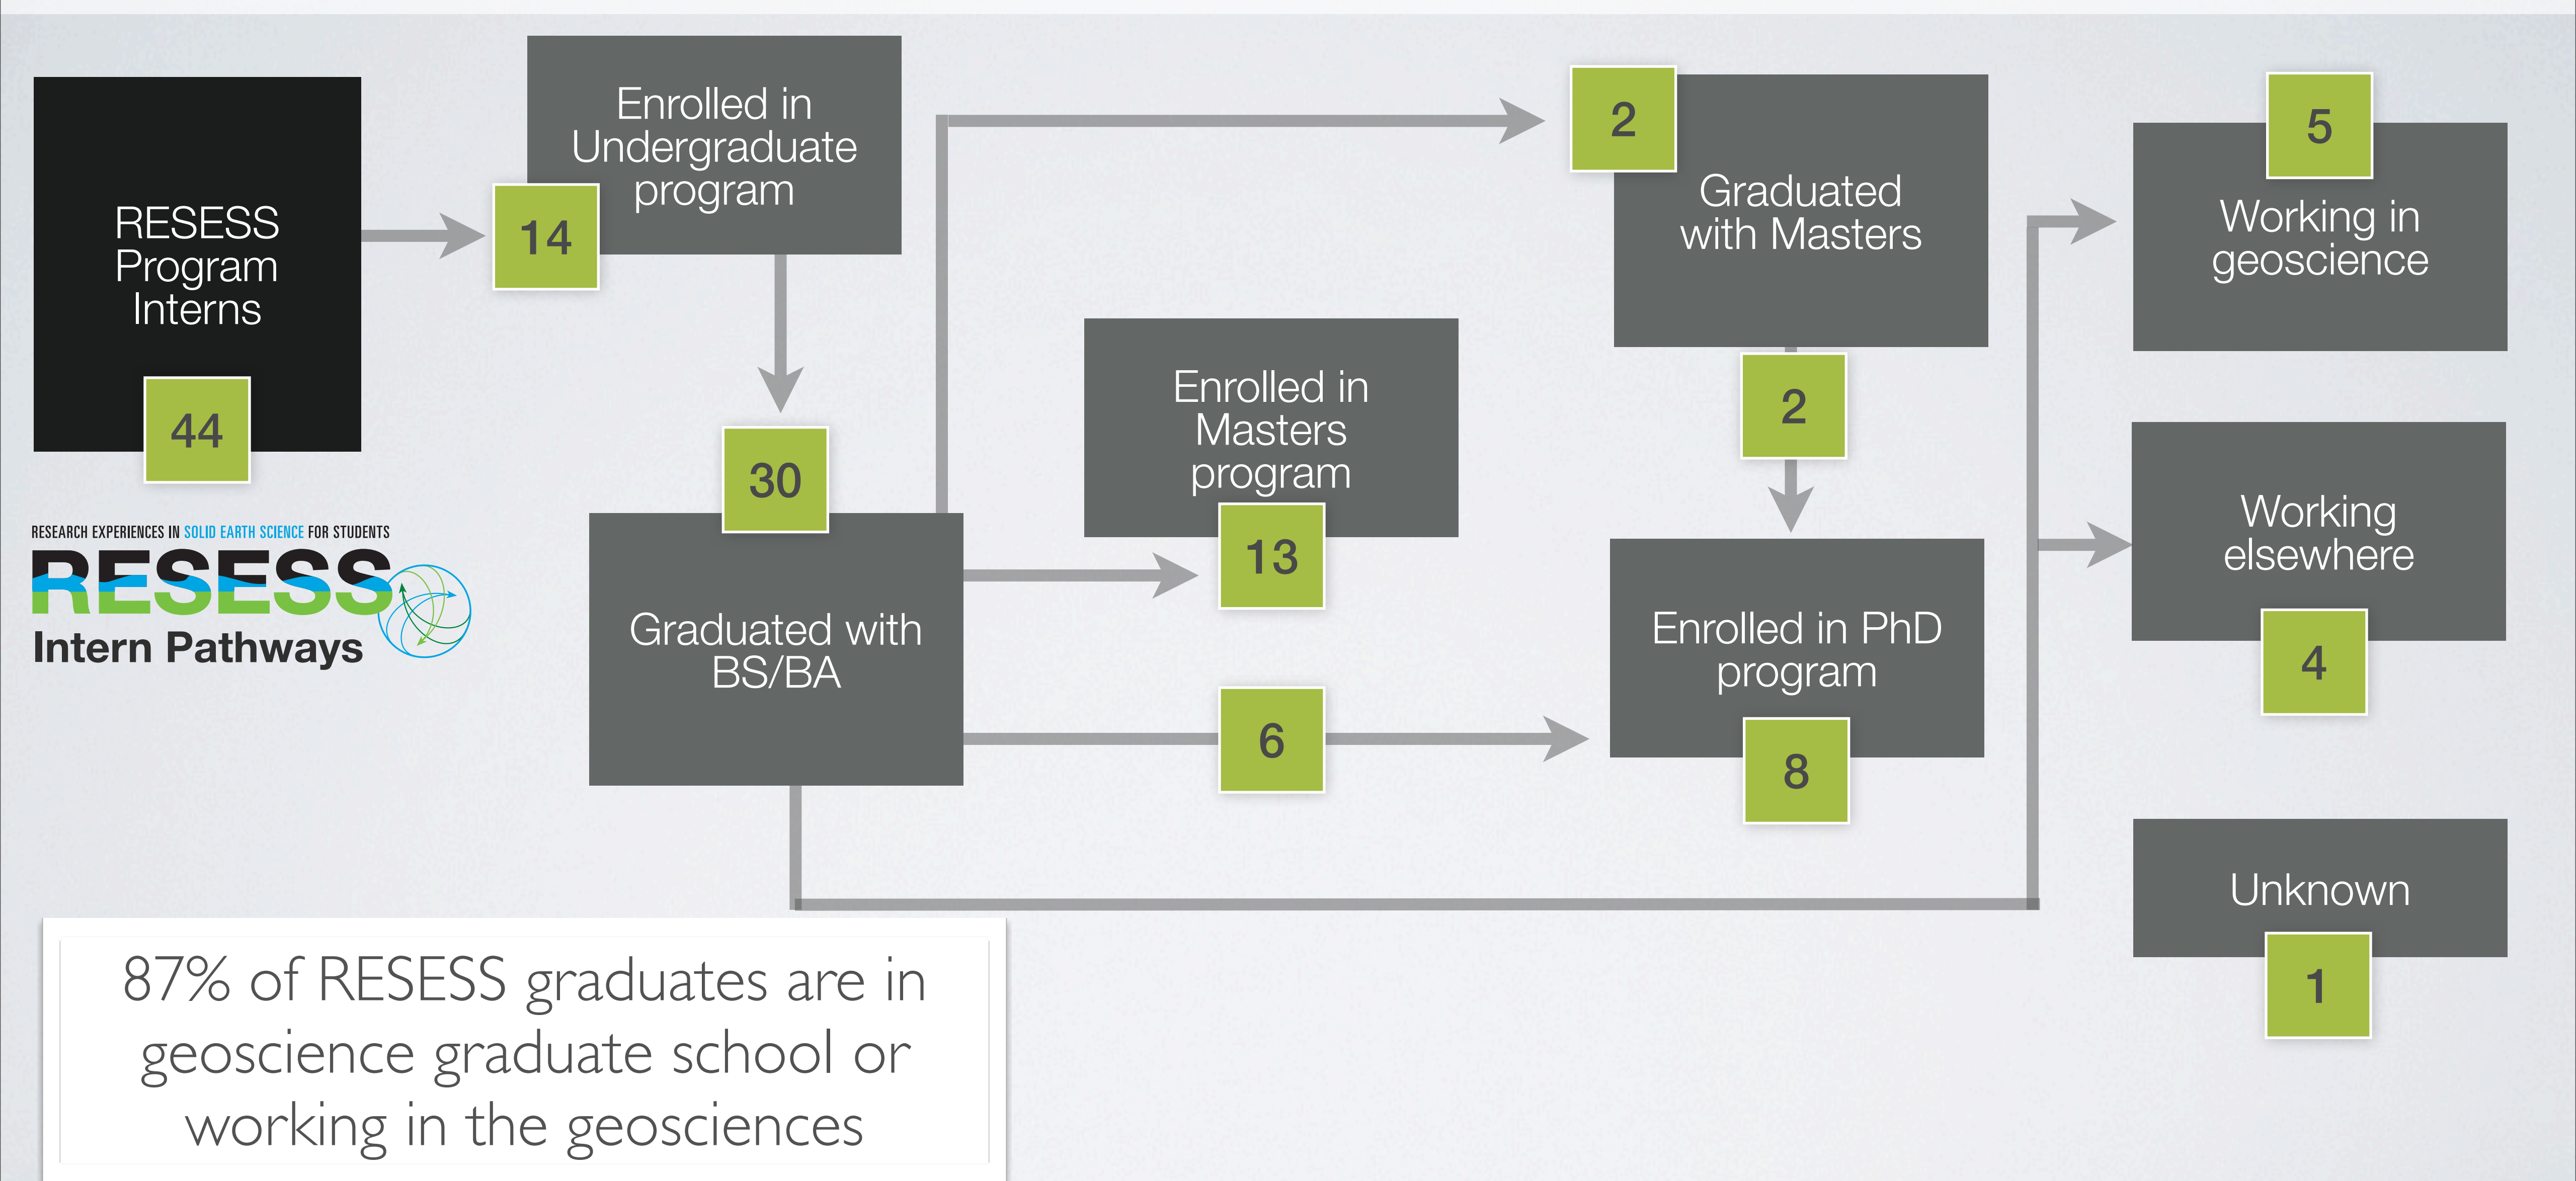 RESESS
Program
Interns
44
RESEARCH EXPERIENCES IN SOLID EARTH SCIENCE FOR STUDENTS
RESESS
Intern Pathways
Enrolled in
Undergraduate
program
14
30
Graduated with
BS/BA
Enrolled in
Masters
program
13
6
2
Graduated
with Masters
2
Enrolled in PhD
program
8
5
Working in
geoscience
Working
elsewhere
4
Unknown
1
87% of RESESS graduates are in
geoscience graduate school or
working in the geosciences